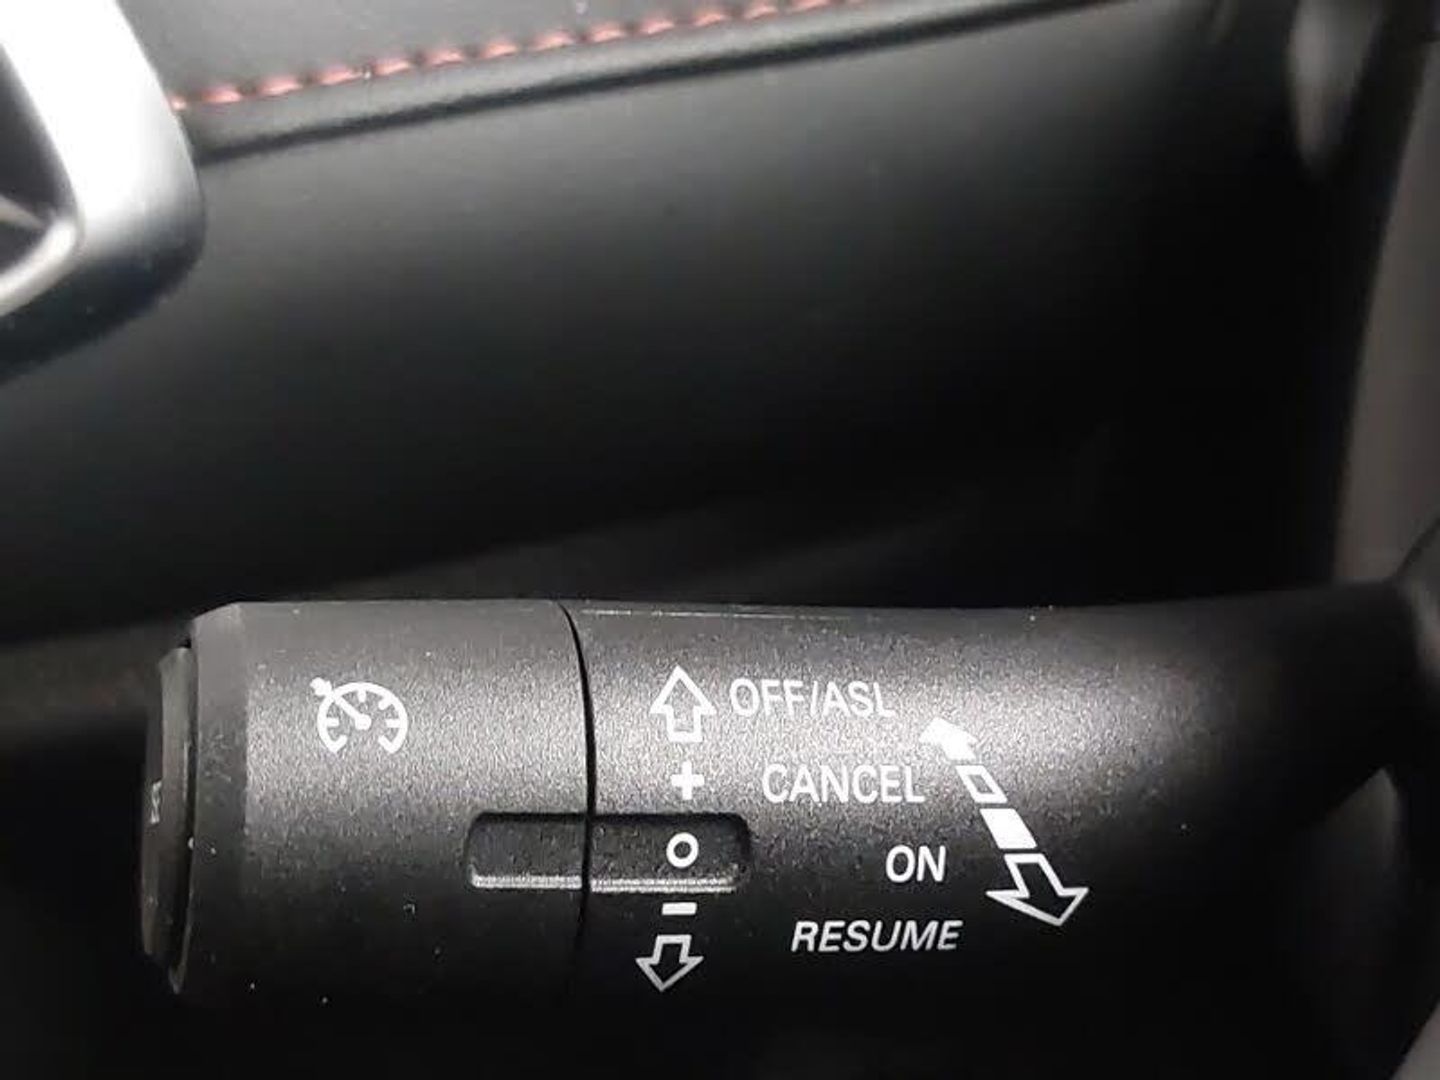 OFF/ASL
+ CANCEL
O ON
- RESUME